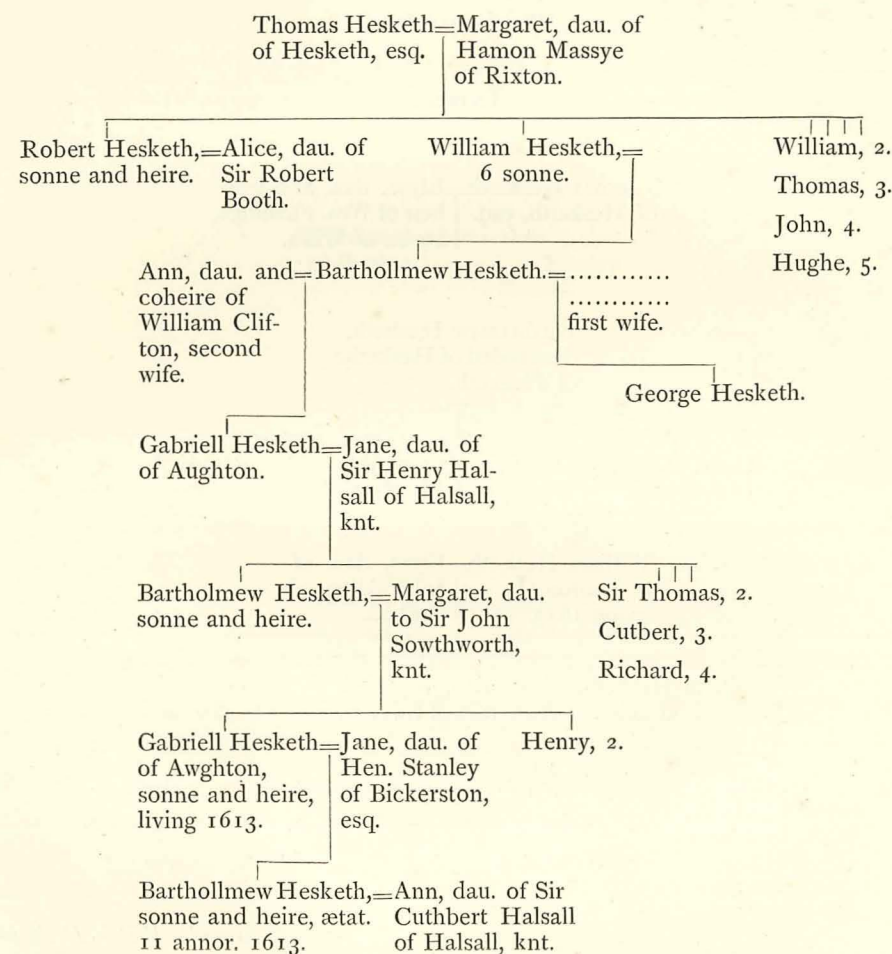 Thomas Hesketh=Margaret, dau. of
of Hesketh, esq. Hamon Massye
of Rixton.
Robert Hesketh,=Alice, dau. of
sonne and heire. Sir Robert
Booth.
William Hesketh,=
6 sonne.
William, 2.
Thomas, 3.
John, 4.
Hughe, 5.
Ann, dau. and=Barthollmew Hesketh.=............
coheire of
William Clif-
ton, second
wife.
............
first wife.
George Hesketh.
Gabriell Hesketh=Jane, dau. of
of Aughton. Sir Henry Hal-
sall of Halsall,
knt.
Bartholmew Hesketh,=Margaret, dau.
sonne and heire. to Sir John
Sowthworth,
knt.
Sir Thomas, 2.
Cutbert, 3.
Richard, 4.
Gabriell Hesketh=Jane, dau. of
of Awghton, Hen. Stanley
sonne and heire, of Bickerston,
living 1613. esq.
Henry, 2.
Barthollmew Hesketh,=Ann, dau. of Sir
sonne and heire, ætat. Cuthbert Halsall
11 annor. 1613. of Halsall, knt.